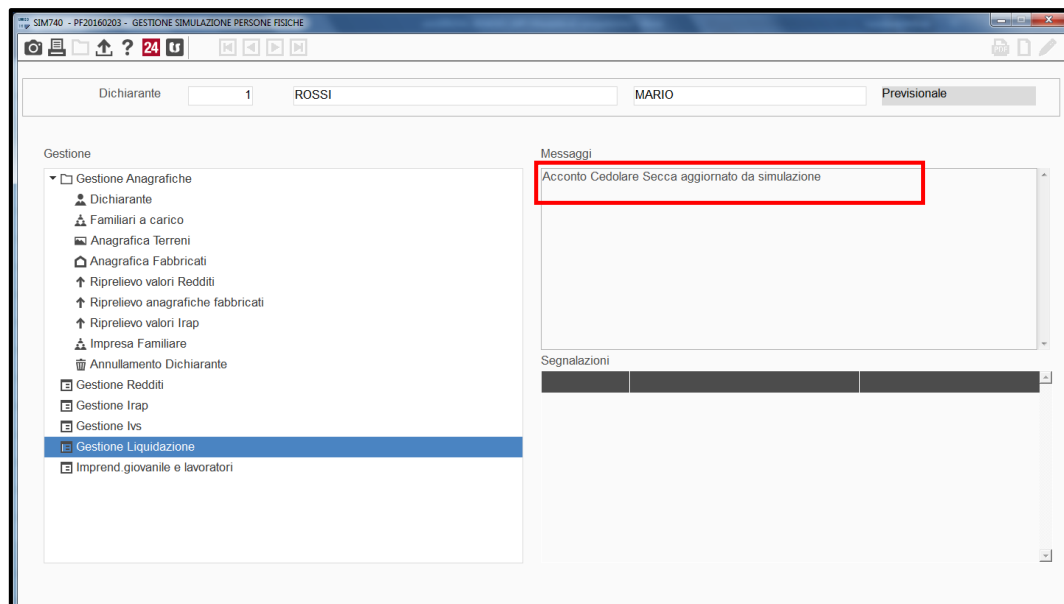 SIM740 - PF20160203 - GESTIONE SIMULAZIONE PERSONE FISICHE
? 24
PDF
Dichiarante 1 ROSSI MARIO Previsionale
Gestione
Gestione Anagrafiche
Dichiarante
Familiari a carico
Anagrafica Terreni
Anagrafica Fabbricati
Riprelievo valori Redditi
Riprelievo anagrafiche fabbricati
Riprelievo valori Irap
Impresa Familiare
Annullamento Dichiarante
Gestione Redditi
Gestione Irap
Gestione Ivs
Gestione Liquidazione
Imprend.giovanile e lavoratori
Messaggi
Acconto Cedolare Secca aggiornato da simulazione
Segnalazioni